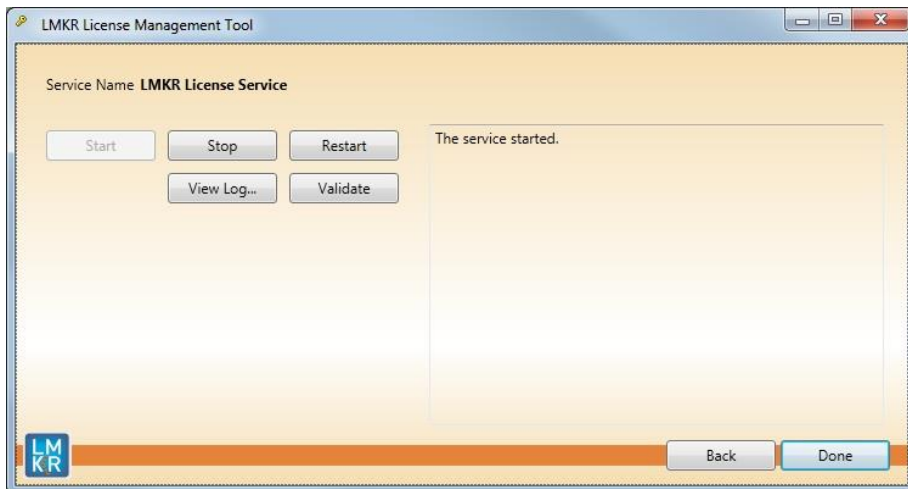 LMKR License Management Tool
Service Name LMKR License Service
Start Stop Restart
The service started.
View Log... Validate
LM
KR
Back Done